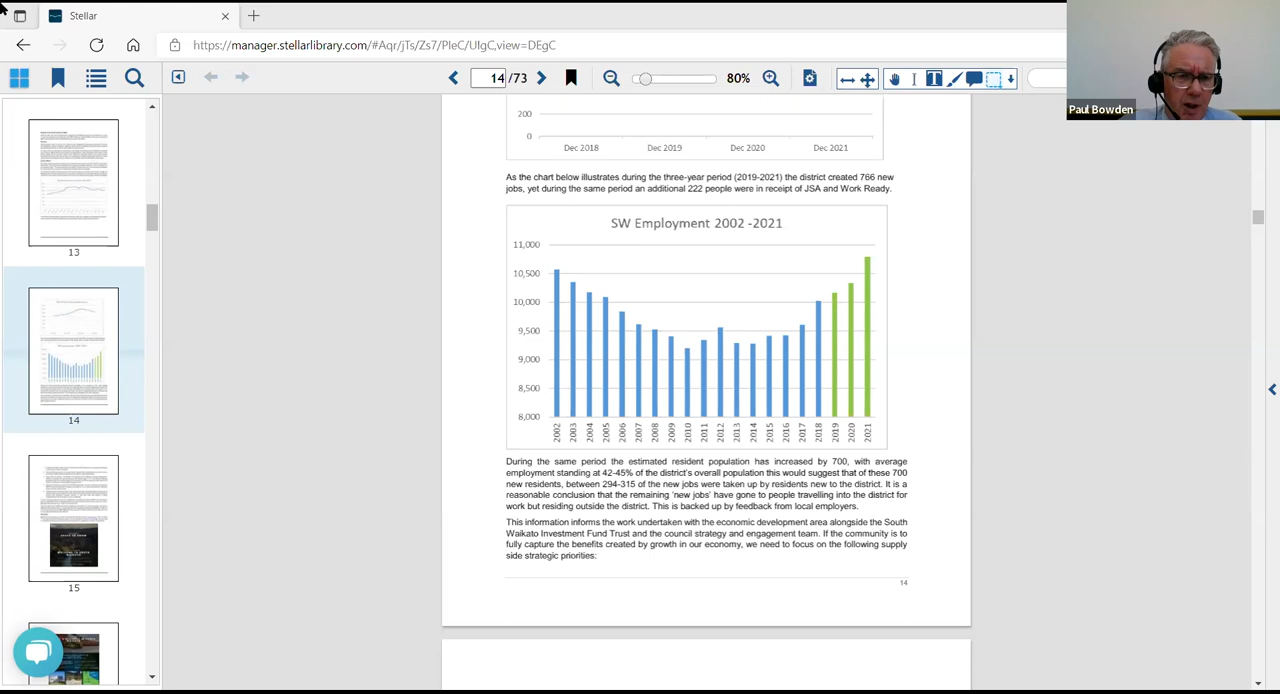 Stellar
https://manager.stellarlibrary.com/#Aqr/jTs/Zs7/PIeC/UIgC,view=DEgC
14 /73
80%
Paul Bowden
13
14
15
200
0
Dec 2018 Dec 2019 Dec 2020 Dec 2021
As the chart below illustrates during the three-year period (2019-2021) the district created 766 new
jobs, yet during the same period an additional 222 people were in receipt of JSA and Work Ready.
SW Employment 2002 -2021
11,000
10,500
10,000
9,500
9,000
8,500
8,000
2002 2003 2004 2005 2006 2007 2008 2009 2010 2011 2012 2013 2014 2015 2016 2017 2018 2019 2020 2021
During the same period the estimated resident population has increased by 700, with average
employment standing at 42-45% of the district's overall population this would suggest that of these 700
new residents, between 294-315 of the new jobs were taken up by residents new to the district. It is a
reasonable conclusion that the remaining 'new jobs' have gone to people travelling into the district for
work but residing outside the district. This is backed up by feedback from local employers.
This information informs the work undertaken with the economic development area alongside the South
Waikato Investment Fund Trust and the council strategy and engagement team. If the community is to
fully capture the benefits created by growth in our economy, we need to focus on the following supply
side strategic priorities:
14